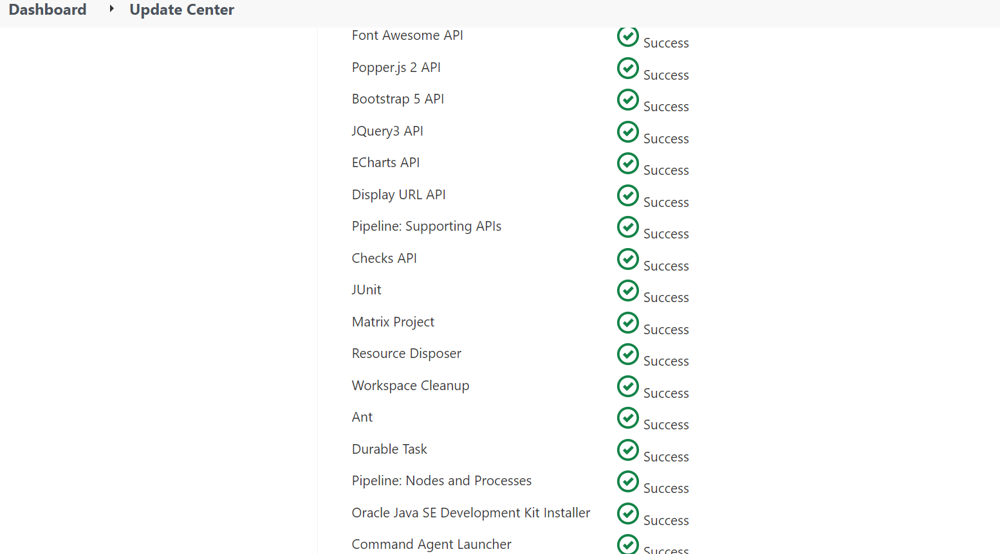 Dashboard Update Center
Font Awesome API Success
Popper.js 2 API Success
Bootstrap 5 API Success
JQuery3 API Success
ECharts API Success
Display URL API Success
Pipeline: Supporting APIs Success
Checks API Success
JUnit Success
Matrix Project Success
Resource Disposer Success
Workspace Cleanup Success
Ant Success
Durable Task Success
Pipeline: Nodes and Processes Success
Oracle Java SE Development Kit Installer Success
Command Agent Launcher Success